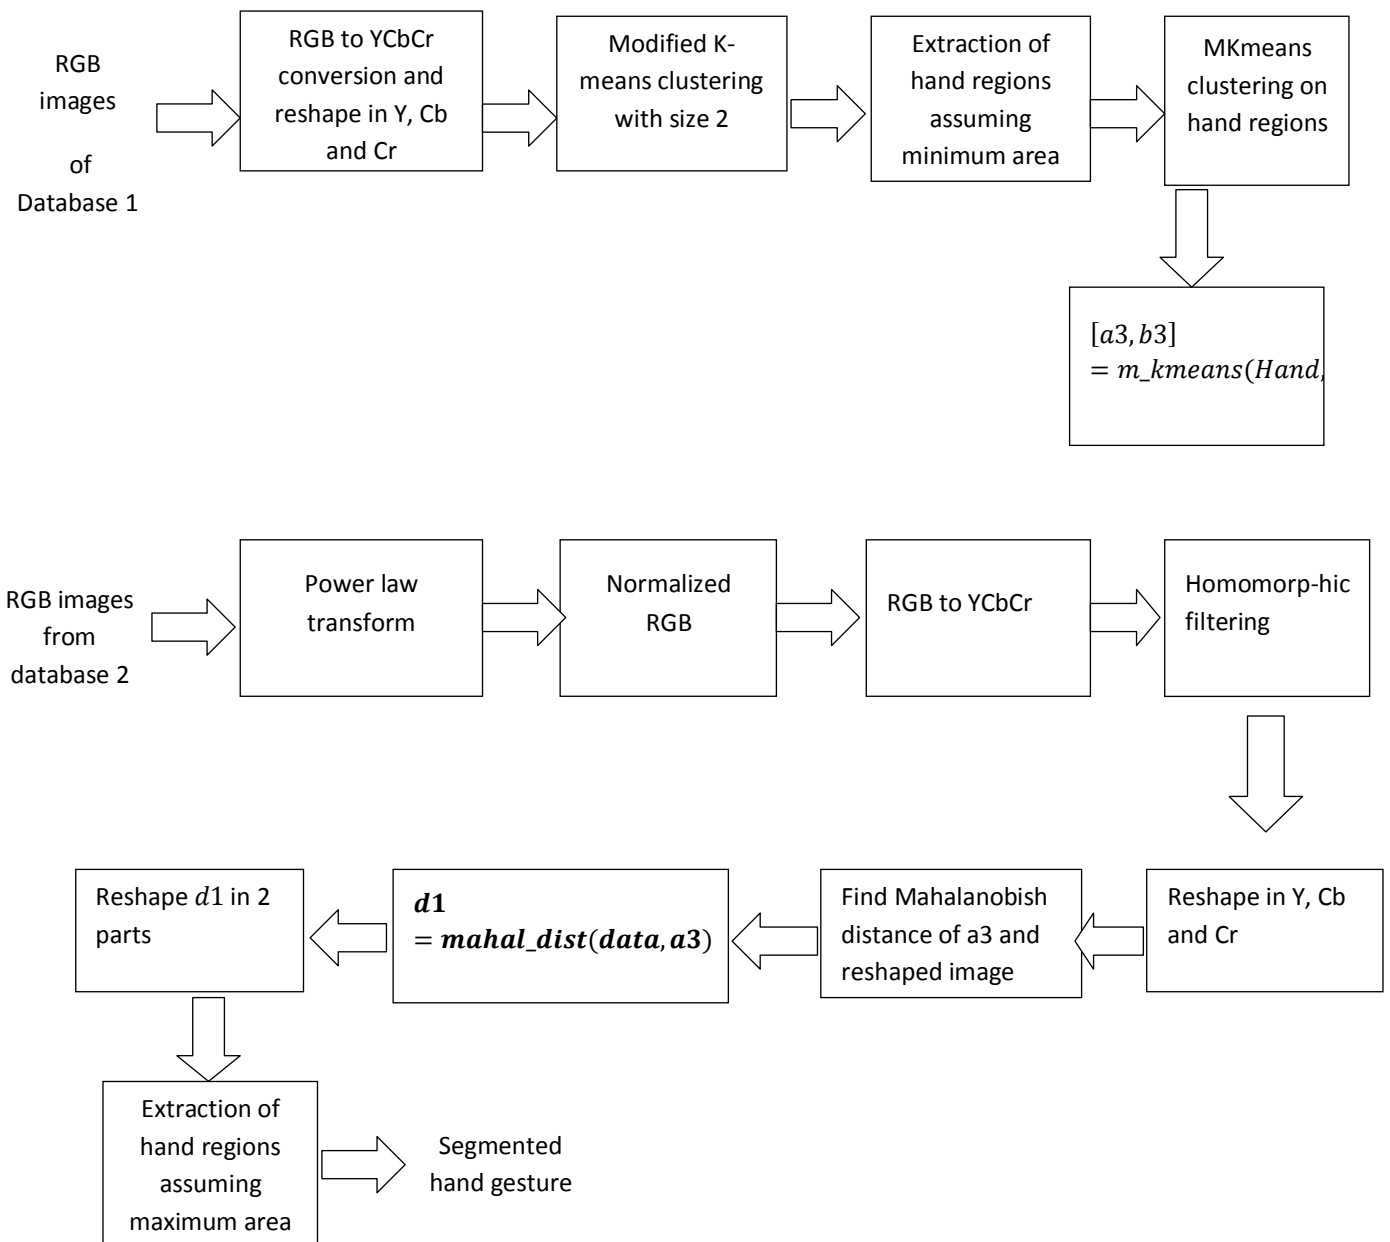 RGB
images
of
Database 1
RGB to YCbCr
conversion and
reshape in Y, Cb
and Cr
Modified K-
means clustering
with size 2
Extraction of
hand regions
assuming
minimum area
MKmeans
clustering on
hand regions
[a3, b3]
= m_kmeans(Hand,
RGB images
from
database 2
Power law
transform
Normalized
RGB
RGB to YCbCr
Homomorp-hic
filtering
Reshape in Y, Cb
and Cr
Find Mahalanobish
distance of a3 and
reshaped image
d1
= mahal_dist(data, a3)
Reshape d1 in 2
parts
Extraction of
hand regions
assuming
maximum area
Segmented
hand gesture